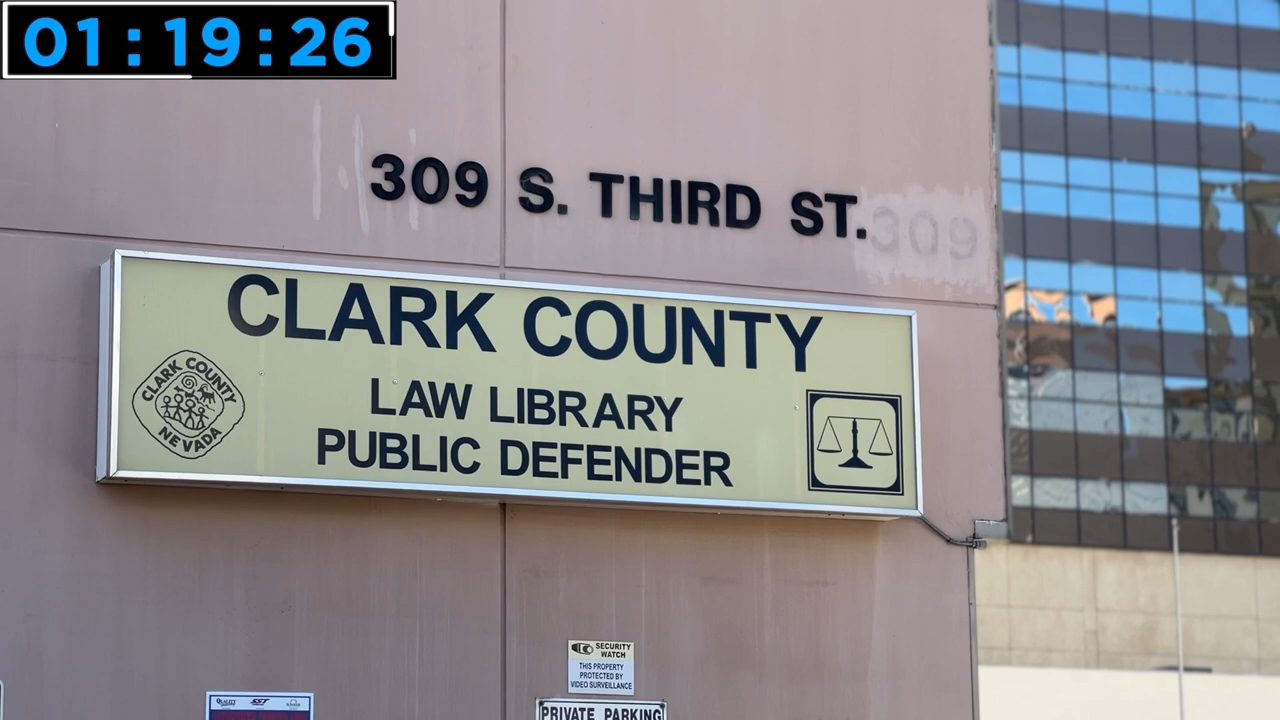 01:19:26
309 S. THIRD ST.
309
CLARK COUNTY
LAW LIBRARY
PUBLIC DEFENDER
CLARK COUNTY
NEVADA
SECURITY
WATCH
THIS PROPERTY
PROTECTED BY
VIDEO SURVEILLANCE
PRIVATE PARKING